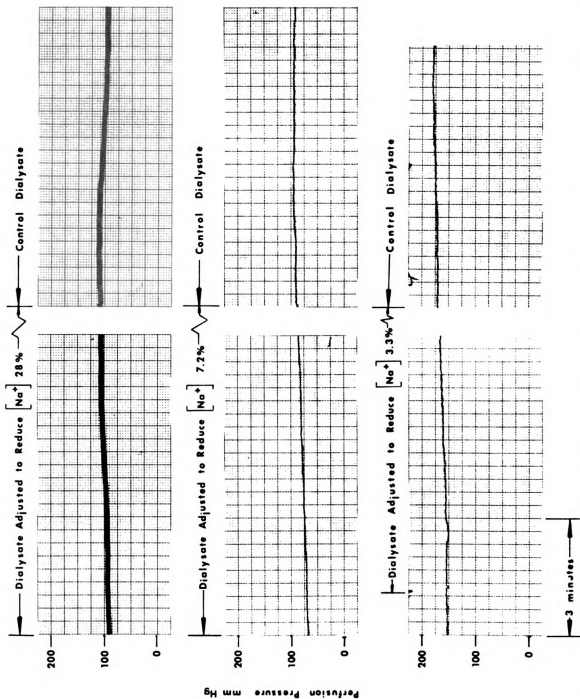 Dialysate Adjusted to Reduce [Na+] 28% Control Dialysate
200
100
0
Dialysate Adjusted to Reduce [Na+] 7.2% Control Dialysate
200
100
0
Dialysate Adjusted to Reduce [Na+] 3.3% Control Dialysate
200
100
0
3 minutes
Perfusion Pressure mm Hg